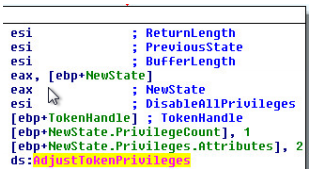 esi ; ReturnLength
esi ; PreviousState
esi ; BufferLength
eax, [ebp+NewState]
eax ; NewState
esi ; DisableAllPrivileges
[ebp+TokenHandle] ; TokenHandle
[ebp+NewState.PrivilegeCount], 1
[ebp+NewState.Privileges.Attributes], 2
ds:AdjustTokenPrivileges